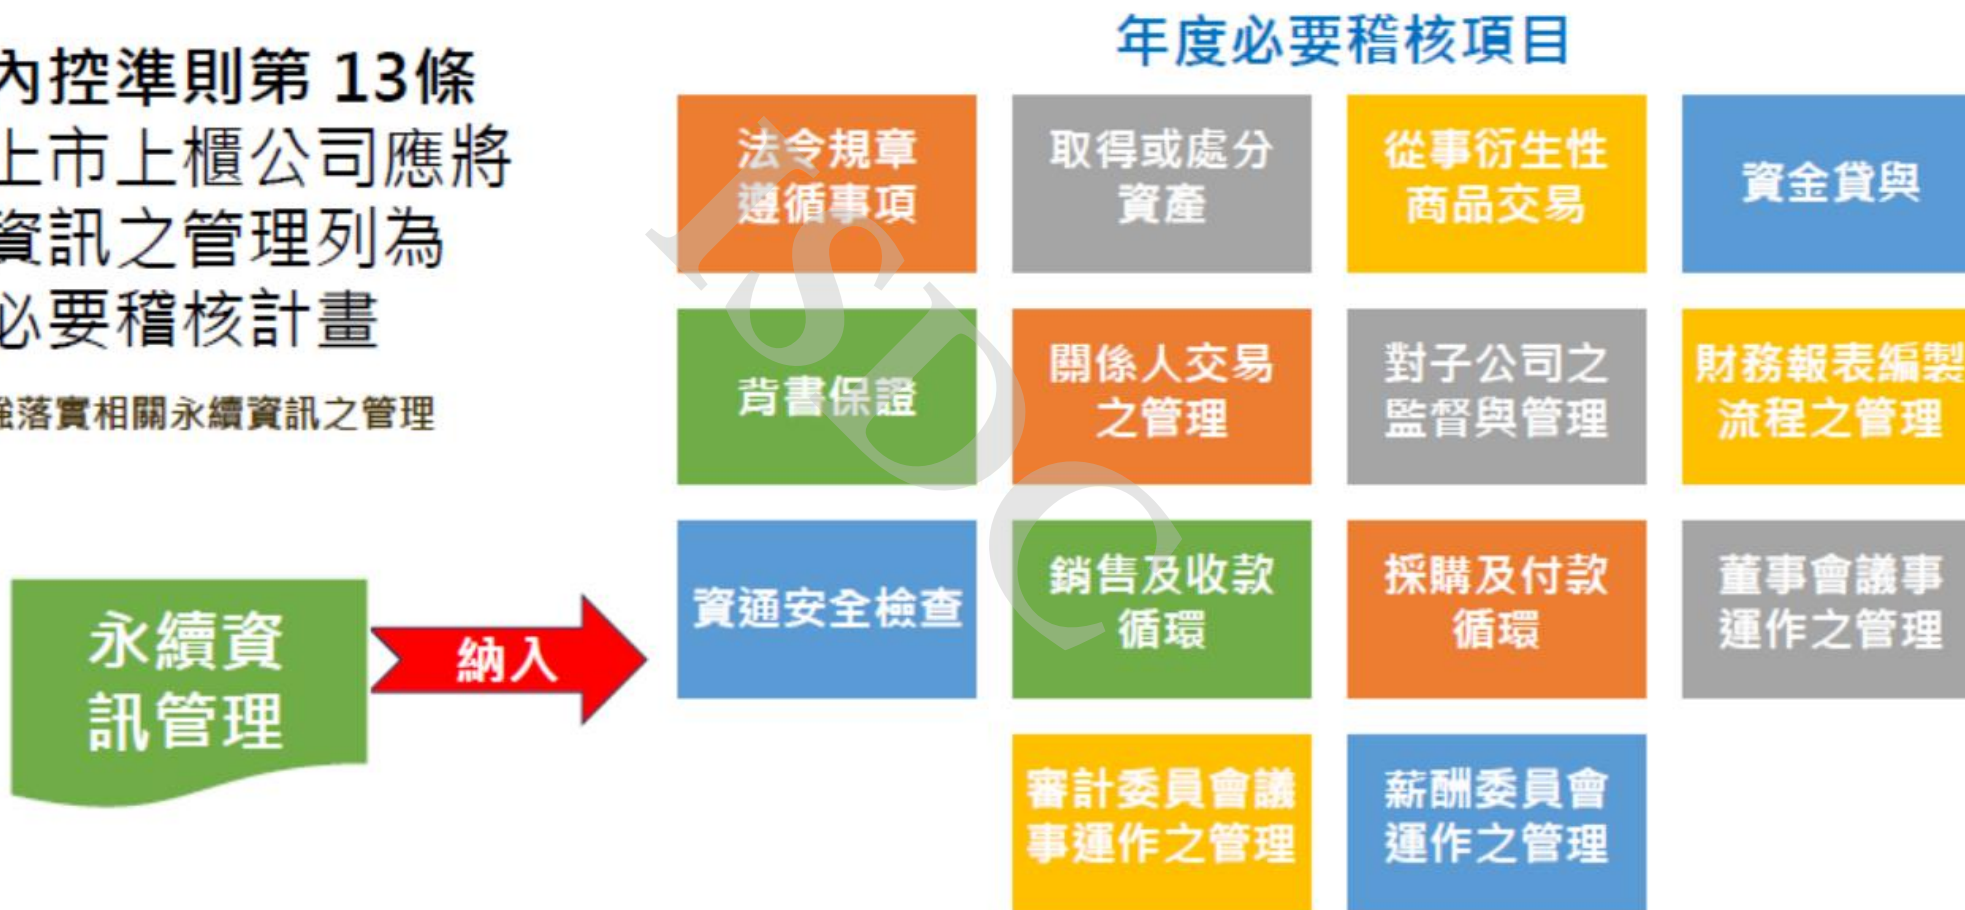 內控準則第 13條
上市上櫃公司應將
資訊之管理列為
必要稽核計畫
強落實相關永續資訊之管理
永續資
訊管理
納入
年度必要稽核項目
法令規章
遵循事項
取得或處分
資產
從事衍生性
商品交易
資金貸與
背書保證
關係人交易
之管理
對子公司之
監督與管理
財務報表編製
流程之管理
資通安全檢查
銷售及收款
循環
採購及付款
循環
董事會議事
運作之管理
審計委員會議
事運作之管理
薪酬委員會
運作之管理
TSDC